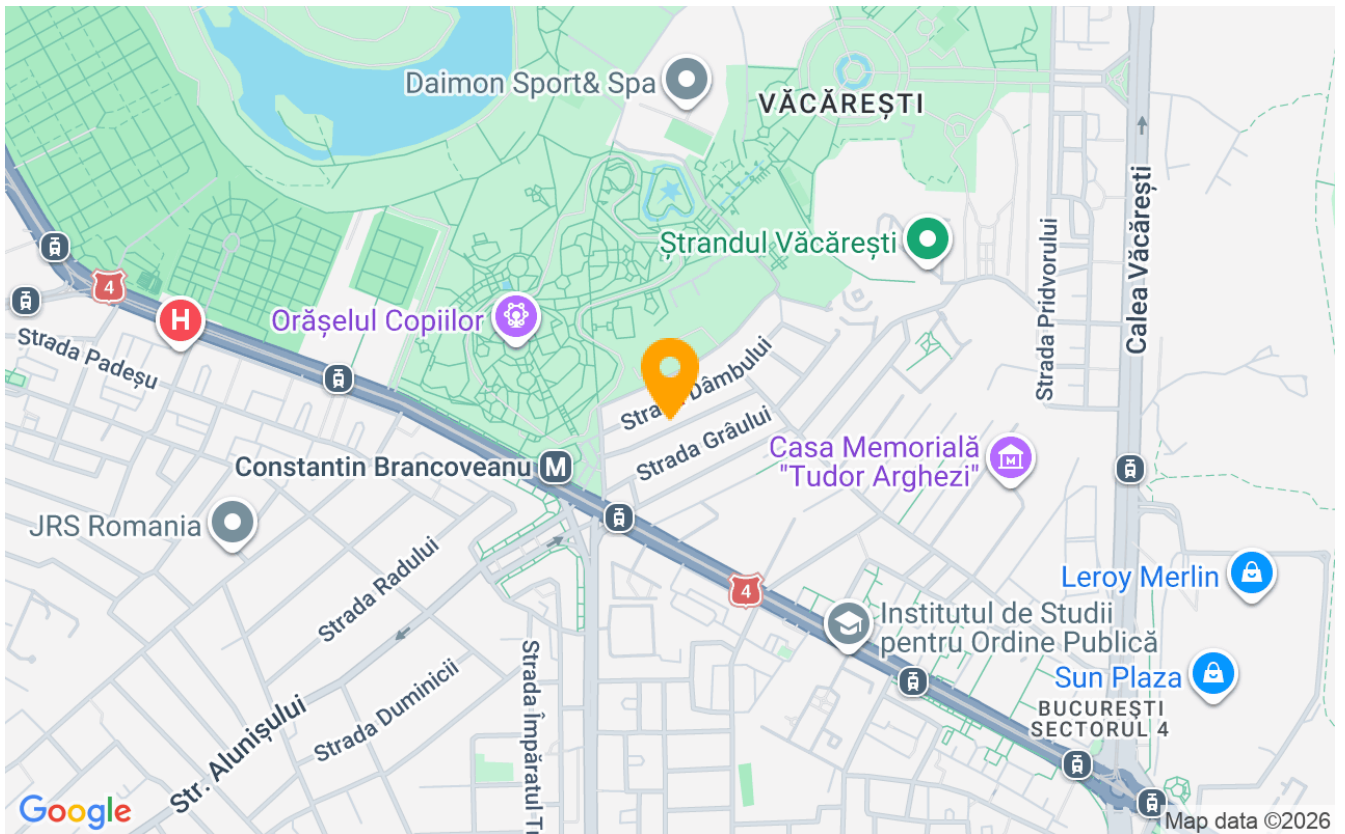 Daimon Sport& Spa
VĂCĂREȘTI
Ștrandul Văcărești
Strada Pridvorului
Calea Văcărești
4
H
Orășelul Copiilor
Strada Padeșu
Strada Dâmbului
Strada Grâului
Constantin Brancoveanu M
Casa Memorială
"Tudor Arghezi"
JRS Romania
Strada Radului
4
Leroy Merlin
Institutul de Studii
pentru Ordine Publică
Sun Plaza
BUCUREȘTI
SECTORUL 4
Strada Duminicii
Str. Alunișului
Strada Împăratul Tr
Google
Map data ©2026